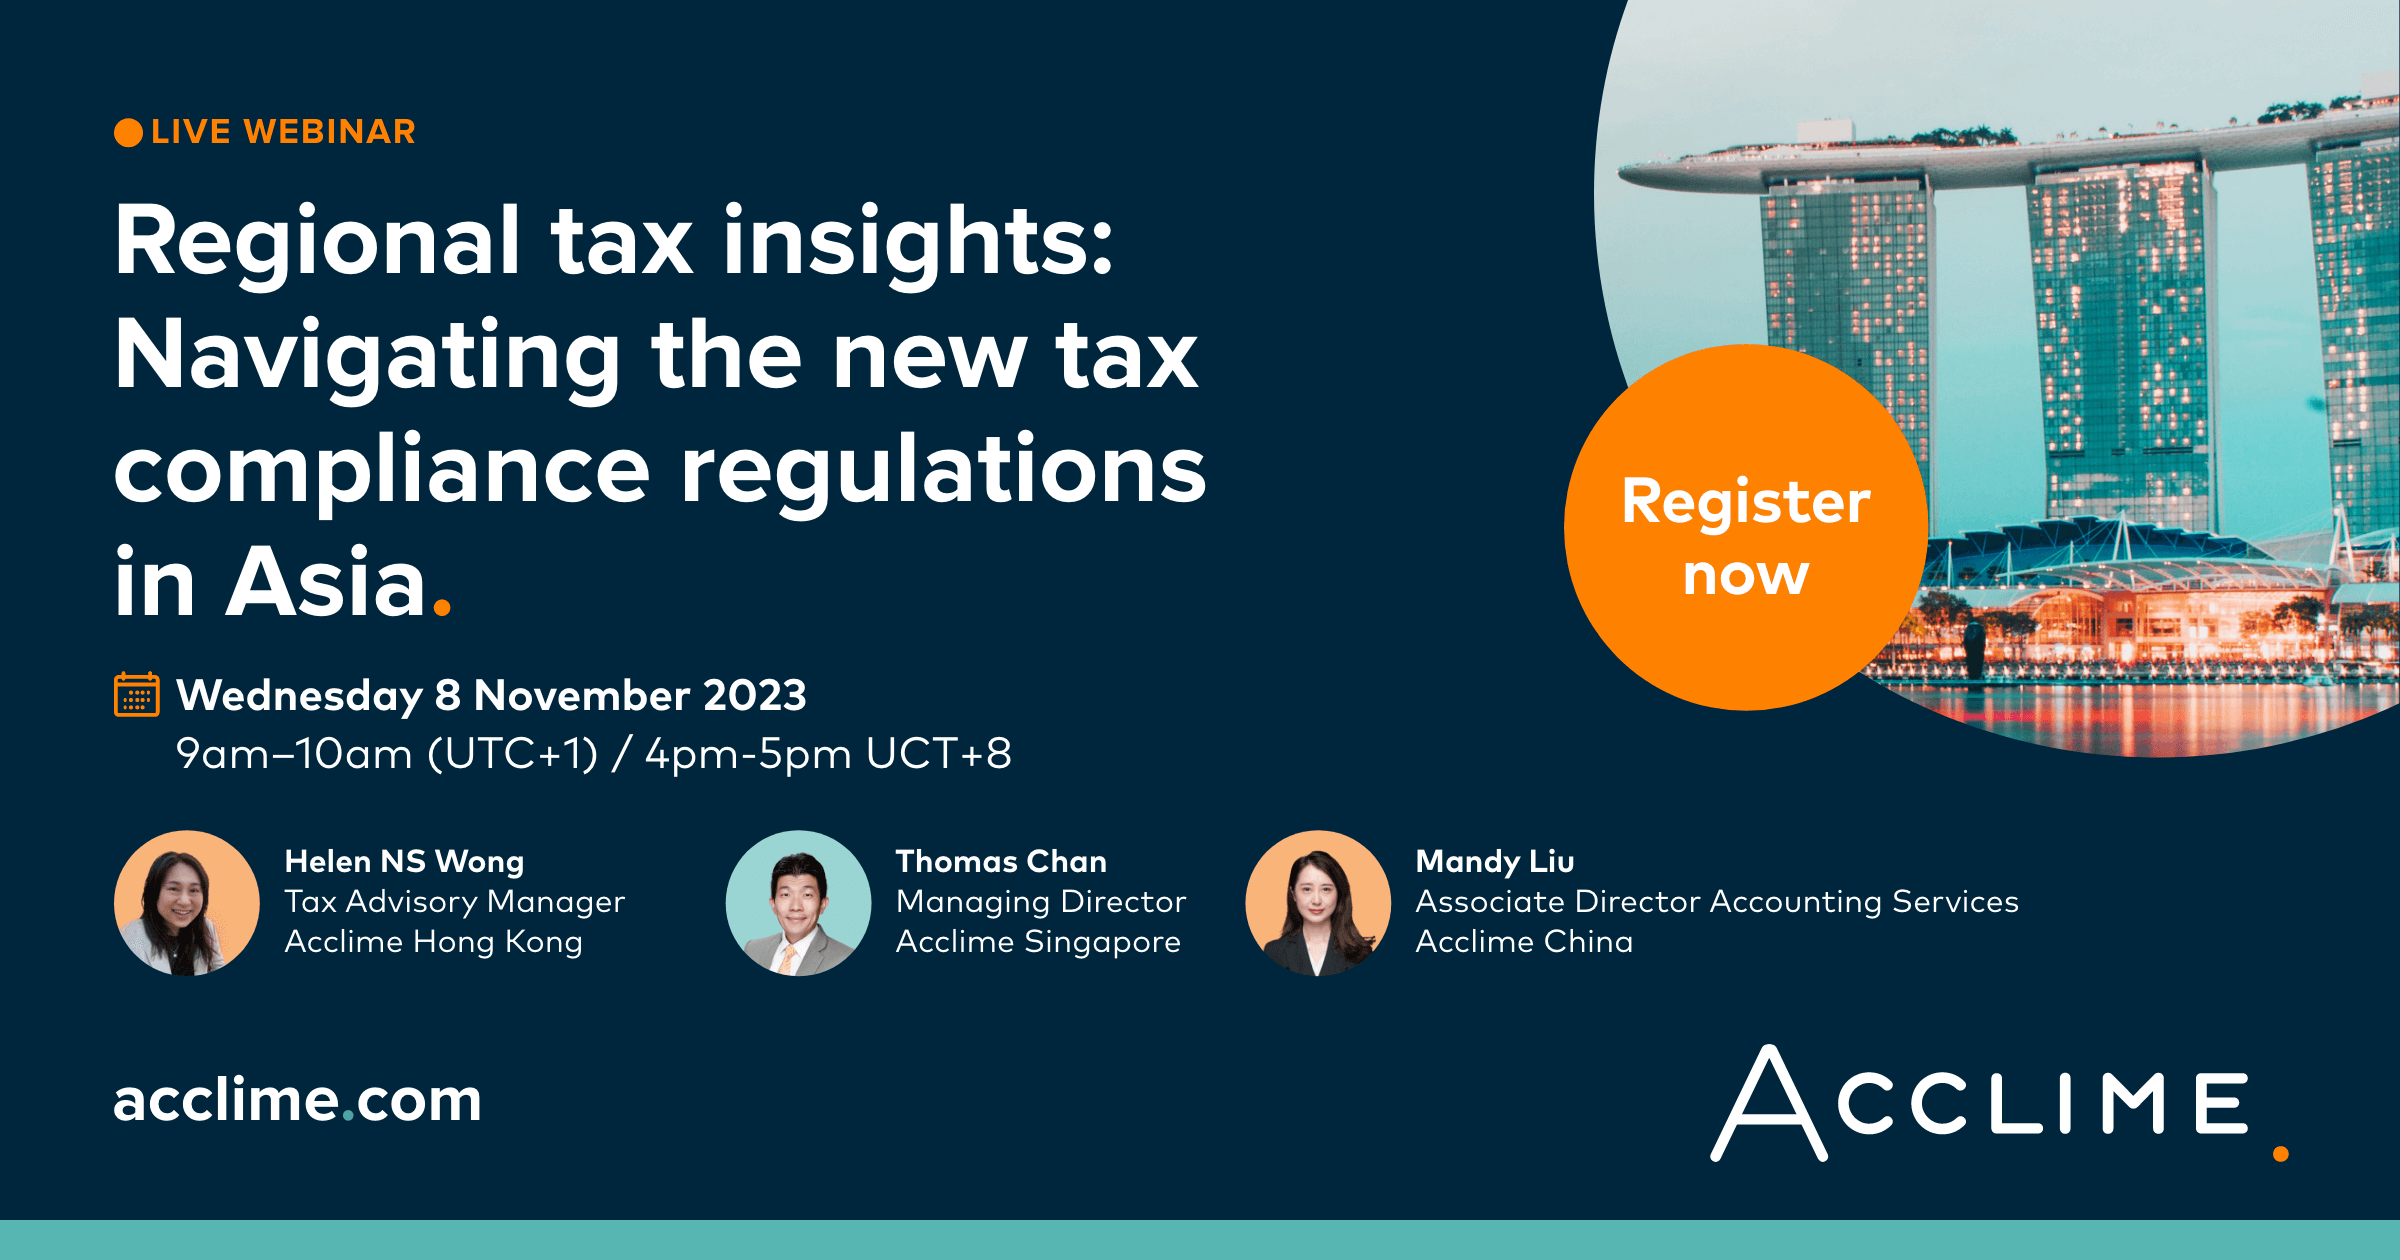 LIVE WEBINAR
Regional tax insights:
Navigating the new tax
compliance regulations
in Asia.
Wednesday 8 November 2023
9am–10am (UTC+1) / 4pm-5pm UCT+8
Register
now
Helen NS Wong
Tax Advisory Manager
Acclime Hong Kong
Thomas Chan
Managing Director
Acclime Singapore
Mandy Liu
Associate Director Accounting Services
Acclime China
acclime.com
ACCLIME.